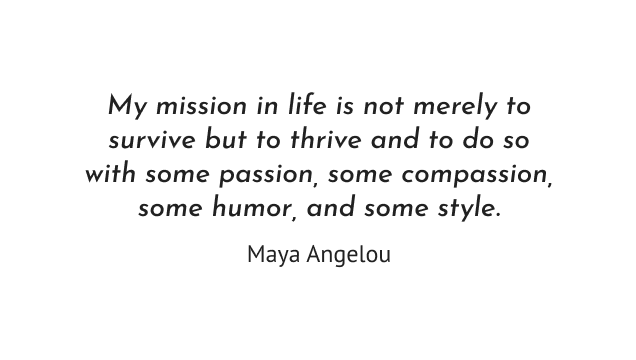 My mission in life is not merely to
survive but to thrive and to do so
with some passion, some compassion,
some humor, and some style.
Maya Angelou